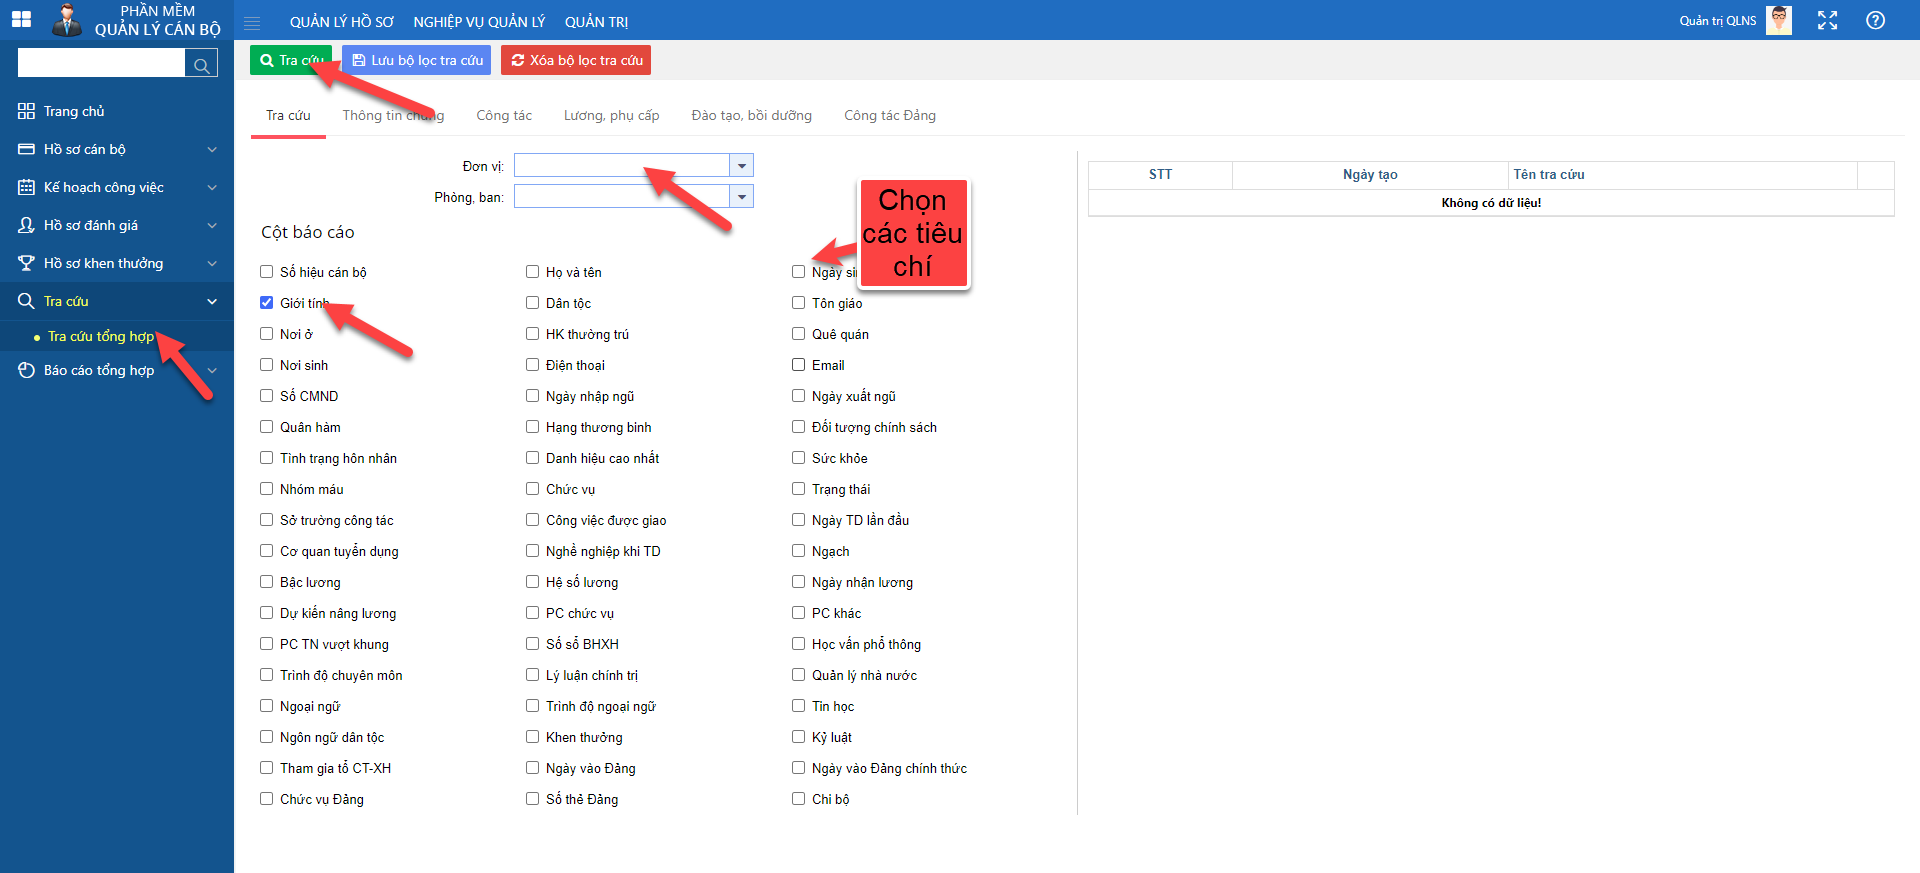 PHẦN MỀM
QUẢN LÝ CÁN BỘ
QUẢN LÝ HỒ SƠ
NGHIỆP VỤ QUẢN LÝ
QUẢN TRỊ
Quản trị QLNS
Trang chủ
Hồ sơ cán bộ
Kế hoạch công việc
Hồ sơ đánh giá
Hồ sơ khen thưởng
Tra cứu
Tra cứu tổng hợp
Báo cáo tổng hợp
Tra cứu
Lưu bộ lọc tra cứu
Xóa bộ lọc tra cứu
Tra cứu
Thông tin chung
Công tác
Lương, phụ cấp
Đào tạo, bồi dưỡng
Công tác Đảng
Đơn vị:
Phòng, ban:
Chọn
các tiêu
chí
Cột báo cáo
Số hiệu cán bộ
Họ và tên
Ngày
Giới tính
Dân tộc
Tôn giáo
Nơi ở
HK thường trú
Quê quán
Nơi sinh
Điện thoại
Email
Số CMND
Ngày nhập ngũ
Ngày xuất ngũ
Quân hàm
Hạng thương binh
Đối tượng chính sách
Tình trạng hôn nhân
Danh hiệu cao nhất
Sức khỏe
Nhóm máu
Chức vụ
Trạng thái
Sở trường công tác
Công việc được giao
Ngày TD lần đầu
Cơ quan tuyển dụng
Nghề nghiệp khi TD
Ngạch
Bậc lương
Hệ số lương
Ngày nhận lương
Dự kiến nâng lương
PC chức vụ
PC khác
PC TN vượt khung
Số sổ BHXH
Học vấn phổ thông
Trình độ chuyên môn
Lý luận chính trị
Quản lý nhà nước
Ngoại ngữ
Trình độ ngoại ngữ
Tin học
Ngôn ngữ dân tộc
Khen thưởng
Kỷ luật
Tham gia tổ CT-XH
Ngày vào Đảng
Ngày vào Đảng chính thức
Chức vụ Đảng
Số thẻ Đảng
Chi bộ
STT
Ngày tạo
Tên tra cứu
Không có dữ liệu!